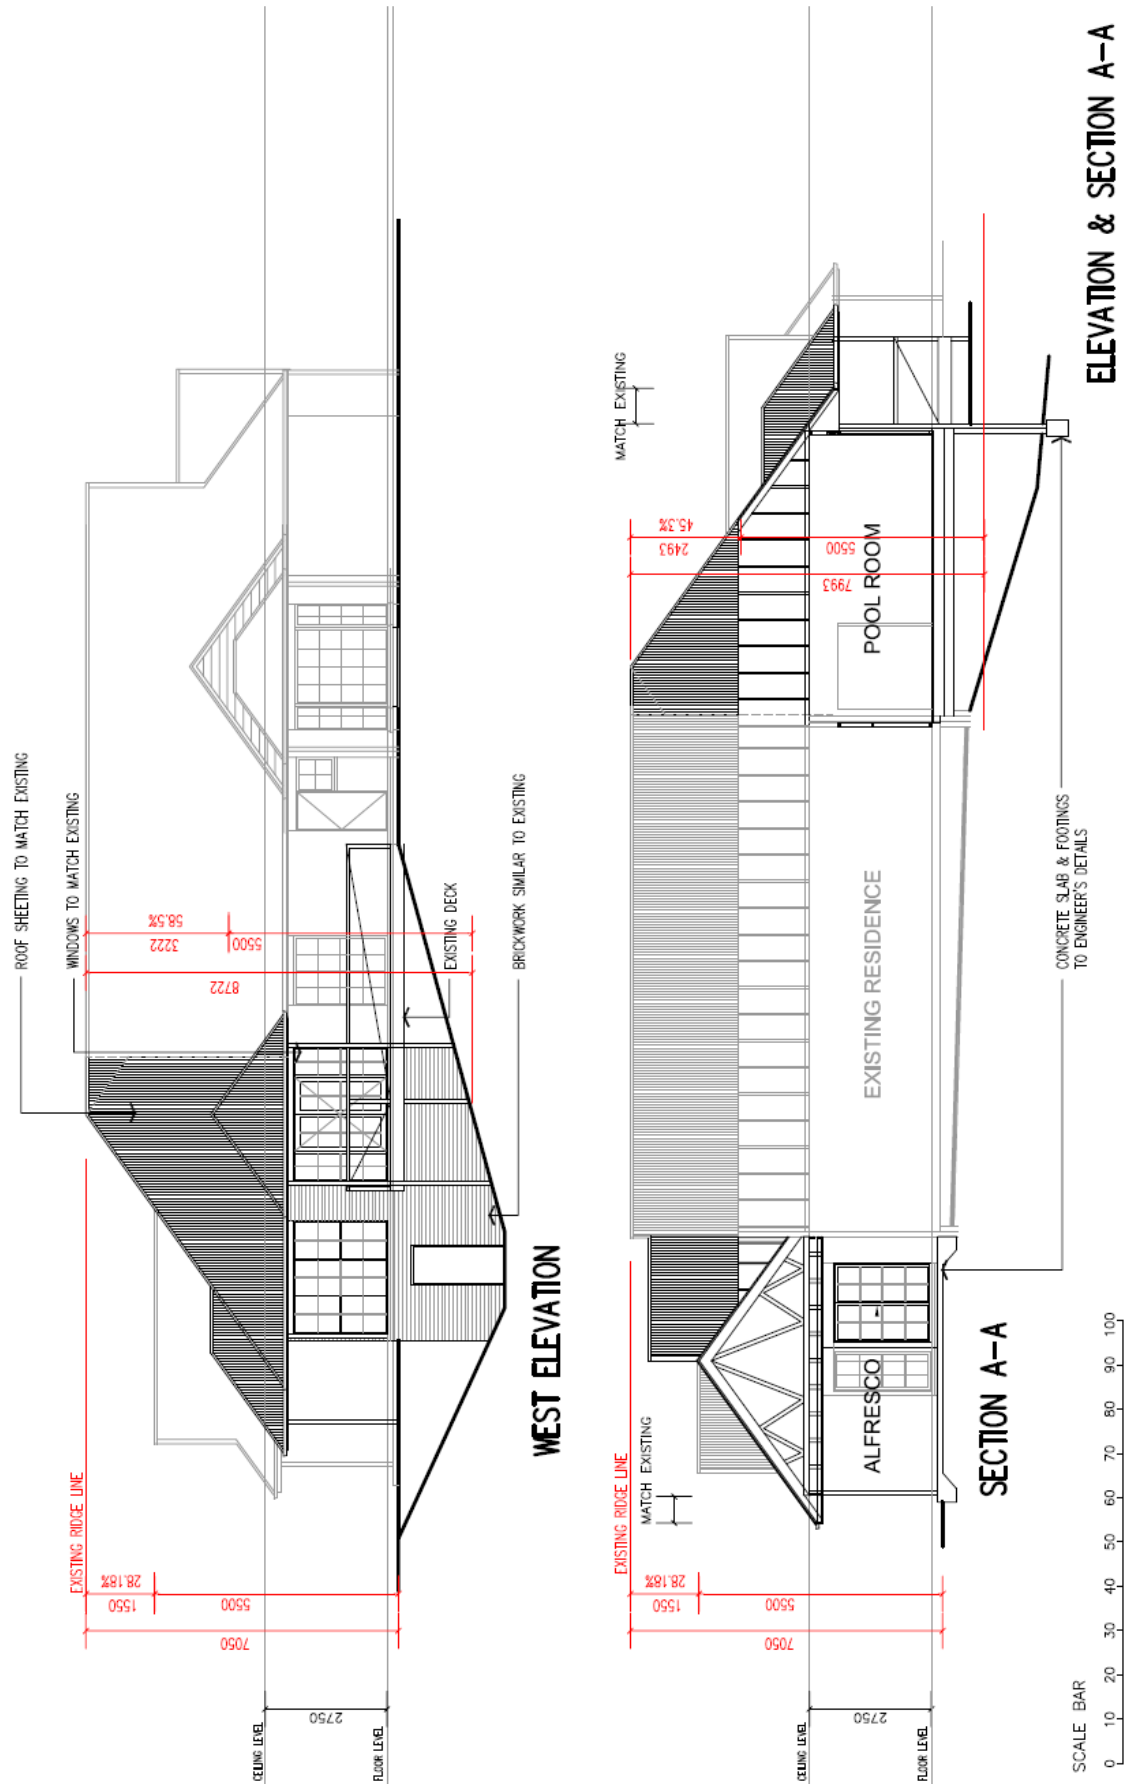 ROOF SHEETING TO MATCH EXISTING
WINDOWS TO MATCH EXISTING
EXISTING RIDGE LINE
28.18%
1550
5500
7050
58.5%
3222
5500
8722
CEILING LEVEL
2750
FLOOR LEVEL
EXISTING DECK
BRICKWORK SIMILAR TO EXISTING
WEST ELEVATION
EXISTING RIDGE LINE
MATCH EXISTING
28.18%
1550
5500
7050
MATCH EXISTING
45.3%
2493
5500
7993
CEILING LEVEL
2750
FLOOR LEVEL
ALFRESCO
EXISTING RESIDENCE
POOL ROOM
SECTION A-A
CONCRETE SLAB & FOOTINGS
TO ENGINEER'S DETAILS
SCALE BAR
0 10 20 30 40 50 60 70 80 90 100
ELEVATION & SECTION A-A